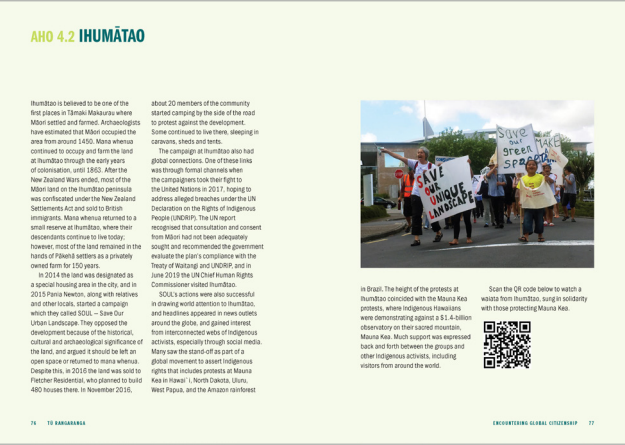 AHO 4.2 IHUMĀTAO
Ihumātao is believed to be one of the
first places in Tāmaki Makaurau where
Māori settled and farmed. Archaeologists
have estimated that Māori occupied the
area from around 1450. Mana whenua
continued to occupy and farm the land
at Ihumātao through the early years
of colonisation, until 1863. After the
New Zealand Wars ended, most of the
Māori land on the Ihumātao peninsula
was confiscated under the New Zealand
Settlements Act and sold to British
immigrants. Mana whenua returned to a
small reserve at Ihumātao, where their
descendants continue to live today;
however, most of the land remained in the
hands of Pākehā settlers as a privately
owned farm for 150 years.
In 2014 the land was designated as
a special housing area in the city, and in
2015 Pania Newton, along with relatives
and other locals, started a campaign
which they called SOUL – Save Our
Urban Landscape. They opposed the
development because of the historical,
cultural and archaeological significance of
the land, and argued it should be left an
open space or returned to mana whenua.
Despite this, in 2016 the land was sold to
Fletcher Residential, who planned to build
480 houses there. In November 2016,
about 20 members of the community
started camping by the side of the road
to protest against the development.
Some continued to live there, sleeping in
caravans, sheds and tents.
The campaign at Ihumātao also had
global connections. One of these links
was through formal channels when
the campaigners took their fight to
the United Nations in 2017, hoping to
address alleged breaches under the UN
Declaration on the Rights of Indigenous
People (UNDRIP). The UN report
recognised that consultation and consent
from Māori had not been adequately
sought and recommended the government
evaluate the plan's compliance with the
Treaty of Waitangi and UNDRIP, and in
June 2019 the UN Chief Human Rights
Commissioner visited Ihumātao.
SOUL's actions were also successful
in drawing world attention to Ihumātao,
and headlines appeared in news outlets
around the globe, and gained interest
from interconnected webs of Indigenous
activists, especially through social media.
Many saw the stand-off as part of a
global movement to assert Indigenous
rights that includes protests at Mauna
Kea in Hawai´i, North Dakota, Uluru,
West Papua, and the Amazon rainforest
SAVE
OUR
UNIQUE
LANDSCAPE
Save
our
green
MAKE
in Brazil. The height of the protests at
Ihumātao coincided with the Mauna Kea
protests, where Indigenous Hawaiians
were demonstrating against a $1.4-billion
observatory on their sacred mountain,
Mauna Kea. Much support was expressed
back and forth between the groups and
other Indigenous activists, including
visitors from around the world.
Scan the QR code below to watch a
waiata from Ihumātao, sung in solidarity
with those protecting Mauna Kea.
76 TŌ RANGARANGA
ENCOUNTERING GLOBAL CITIZENSHIP 77